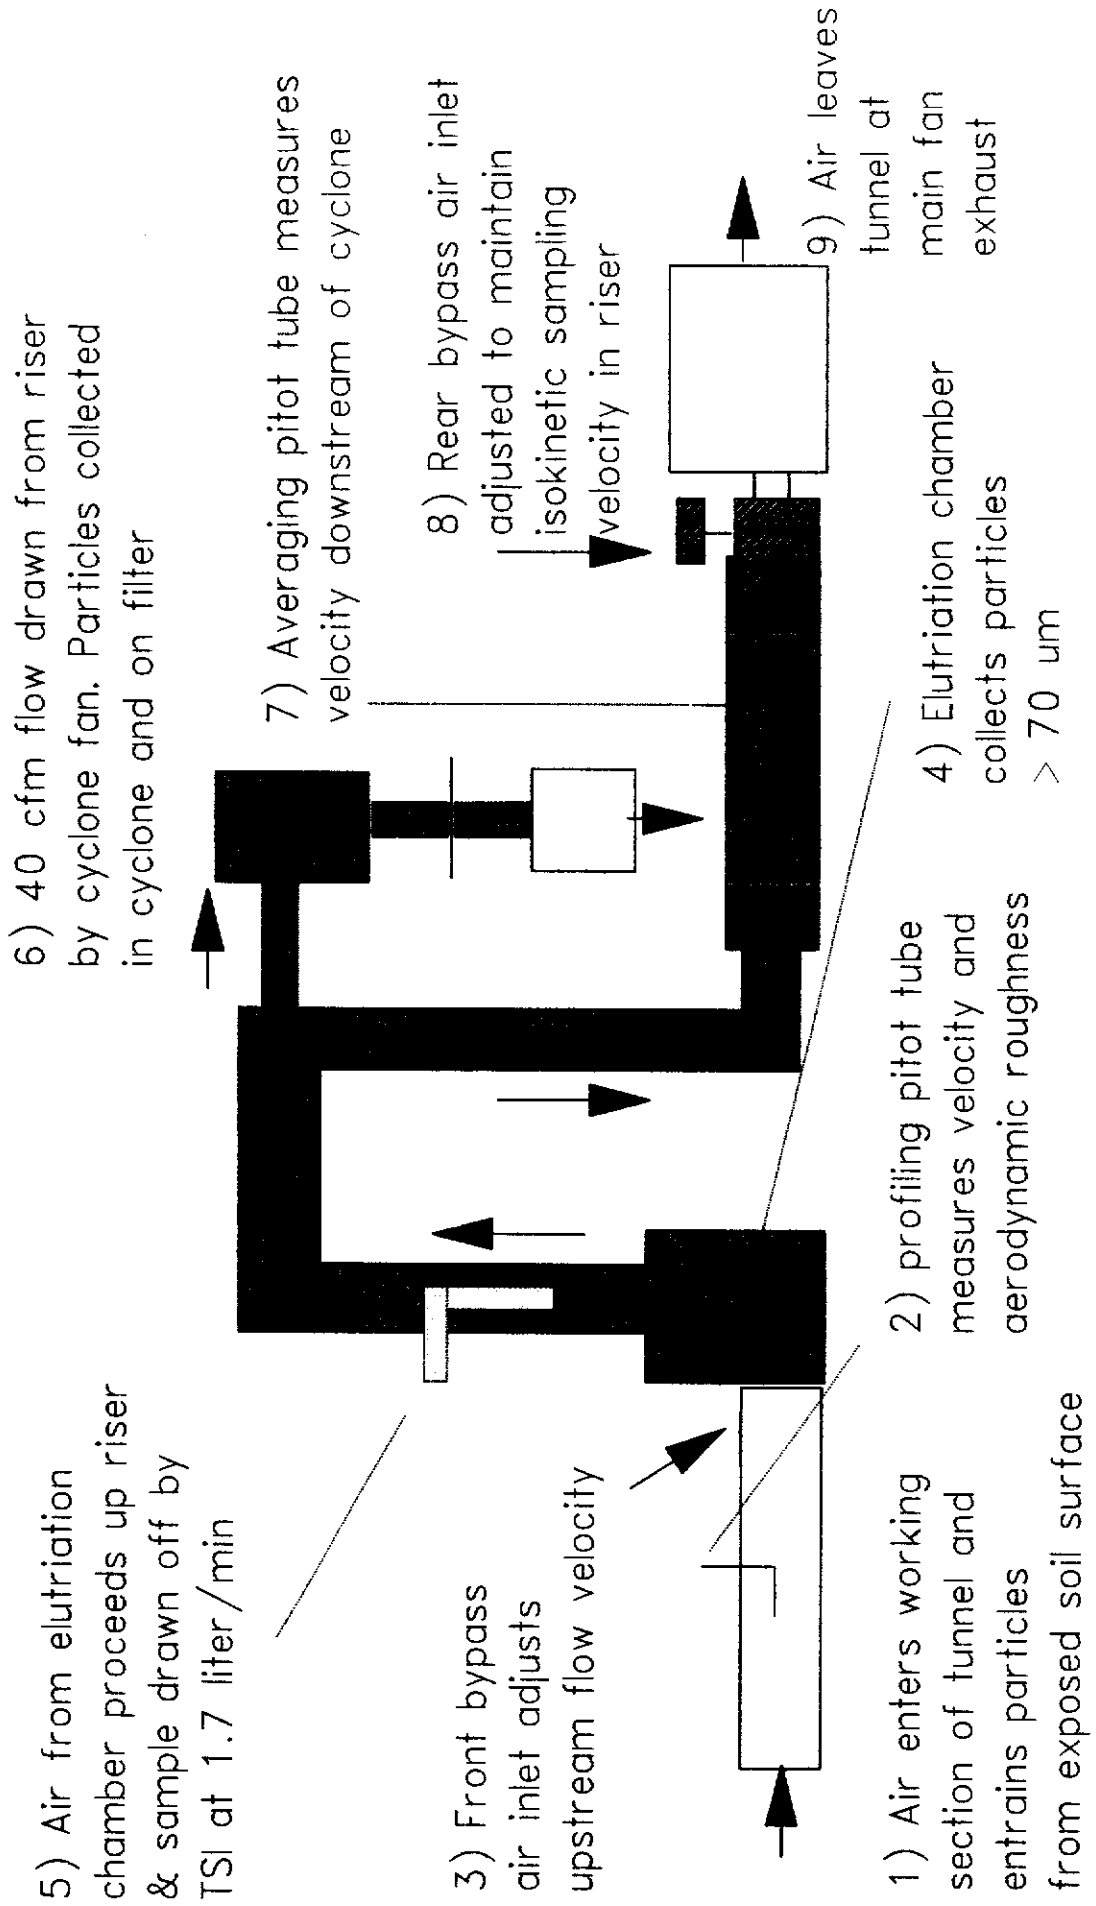 1) Air enters working
section of tunnel and
entrains particles
from exposed soil surface
2) profiling pitot tube
measures velocity and
aerodynamic roughness
3) Front bypass
air inlet adjusts
upstream flow velocity
4) Elutriation chamber
collects particles
> 70 um
5) Air from elutriation
chamber proceeds up riser
& sample drawn off by
TSI at 1.7 liter/min
6) 40 cfm flow drawn from riser
by cyclone fan. Particles collected
in cyclone and on filter
7) Averaging pitot tube measures
velocity downstream of cyclone
8) Rear bypass air inlet
adjusted to maintain
isokinetic sampling
velocity in riser
9) Air leaves
tunnel at
main fan
exhaust